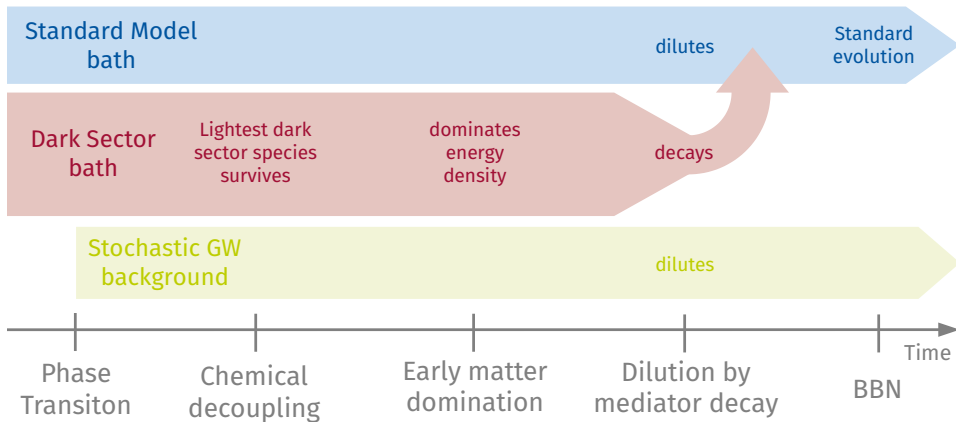 Standard Model
bath
dilutes
Standard
evolution
Dark Sector
bath
Lightest dark
sector species
survives
dominates
energy
density
decays
Stochastic GW
background
dilutes
Time
Phase
Transiton
Chemical
decoupling
Early matter
domination
Dilution by
mediator decay
BBN